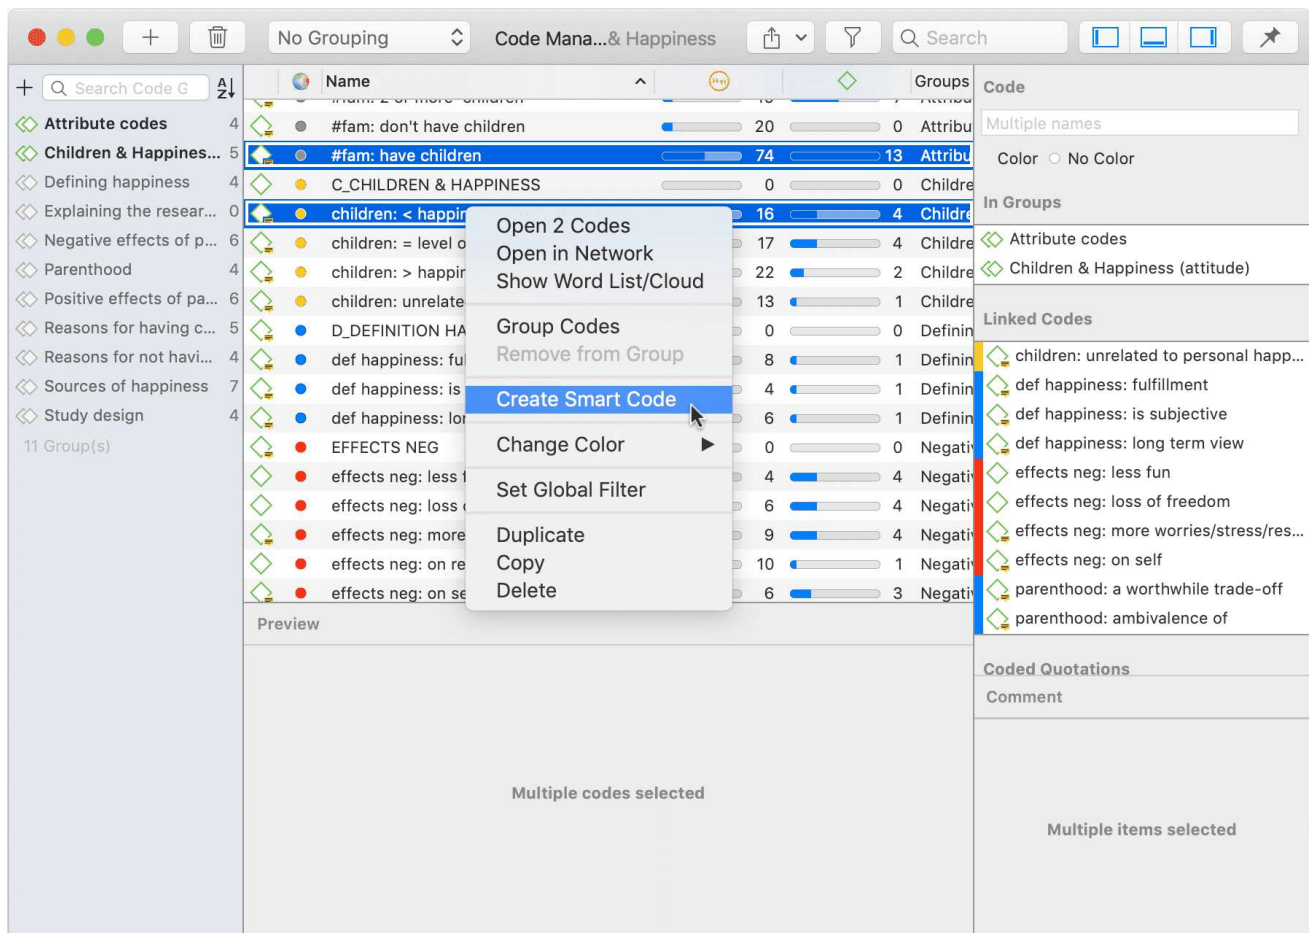 No Grouping
Code Mana...& Happiness
Search
Search Code G
A
Attribute codes 4
Children & Happines... 5
Defining happiness 4
Explaining the resear... 0
Negative effects of p... 6
Parenthood 4
Positive effects of pa... 6
Reasons for having c... 5
Reasons for not havi... 4
Sources of happiness 7
Study design 4
11 Group(s)
Name Groups
#fam: don't have children 20 0 Attribu
#fam: have children 74 13 Attribu
C_CHILDREN & HAPPINESS 0 0 Childre
children: < happin 16 4 Childre
children: = level o 17 4 Childre
children: > happin 22 2 Childre
children: unrelate 13 1 Childre
D_DEFINITION HA 0 0 Definin
def happiness: ful 8 1 Definin
def happiness: is 4 1 Definin
def happiness: lon 6 1 Definin
EFFECTS NEG 0 0 Negati
effects neg: less f 4 4 Negati
effects neg: loss 6 4 Negati
effects neg: more 9 4 Negati
effects neg: on re 10 1 Negati
effects neg: on se 6 3 Negati
Open 2 Codes
Open in Network
Show Word List/Cloud
Group Codes
Remove from Group
Create Smart Code
Change Color
Set Global Filter
Duplicate
Copy
Delete
Preview
Multiple codes selected
Code
Multiple names
Color No Color
In Groups
Attribute codes
Children & Happiness (attitude)
Linked Codes
children: unrelated to personal happ...
def happiness: fulfillment
def happiness: is subjective
def happiness: long term view
effects neg: less fun
effects neg: loss of freedom
effects neg: more worries/stress/res...
effects neg: on self
parenthood: a worthwhile trade-off
parenthood: ambivalence of
Coded Quotations
Comment
Multiple items selected